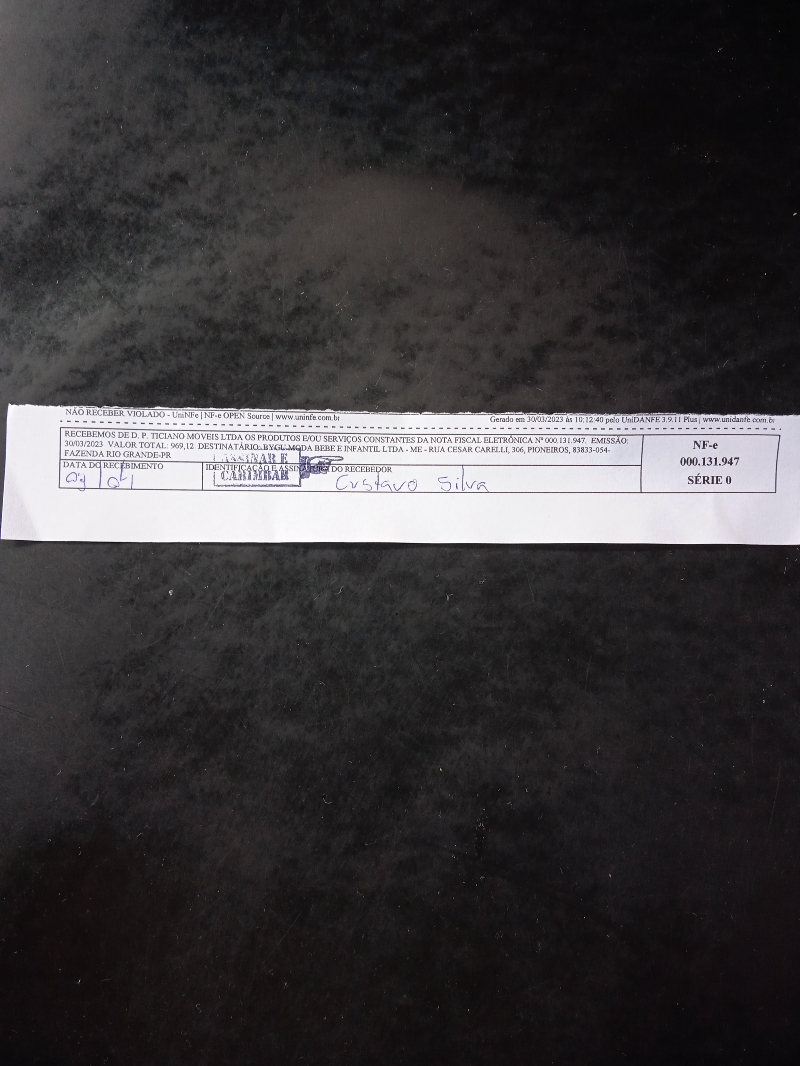 NÃO RECEBER VIOLADO - UniNFe | NF-e OPEN Source | www.uninfe.com.br
Gerado em 30/03/2023 às 10:12:40 pelo UniDANFE 3.9.11 Plus | www.unidanfe.com.br
RECEBEMOS DE D. P. TICIANO MOVEIS LTDA OS PRODUTOS E/OU SERVIÇOS CONSTANTES DA NOTA FISCAL ELETRÔNICA Nº 000.131.947. EMISSÃO:
30/03/2023 VALOR TOTAL: 969,12 DESTINATÁRIO: BYGU MODA BEBE E INFANTIL LTDA - ME - RUA CESAR CARELLI, 306, PIONEIROS, 83833-054-
FAZENDA RIO GRANDE-PR
NF-e
000.131.947
SÉRIE 0
DATA DO RECEBIMENTO
IDENTIFICAÇÃO E ASSINATURA DO RECEBEDOR
ASSINAR E
CARIMBAR
Custavo Silva